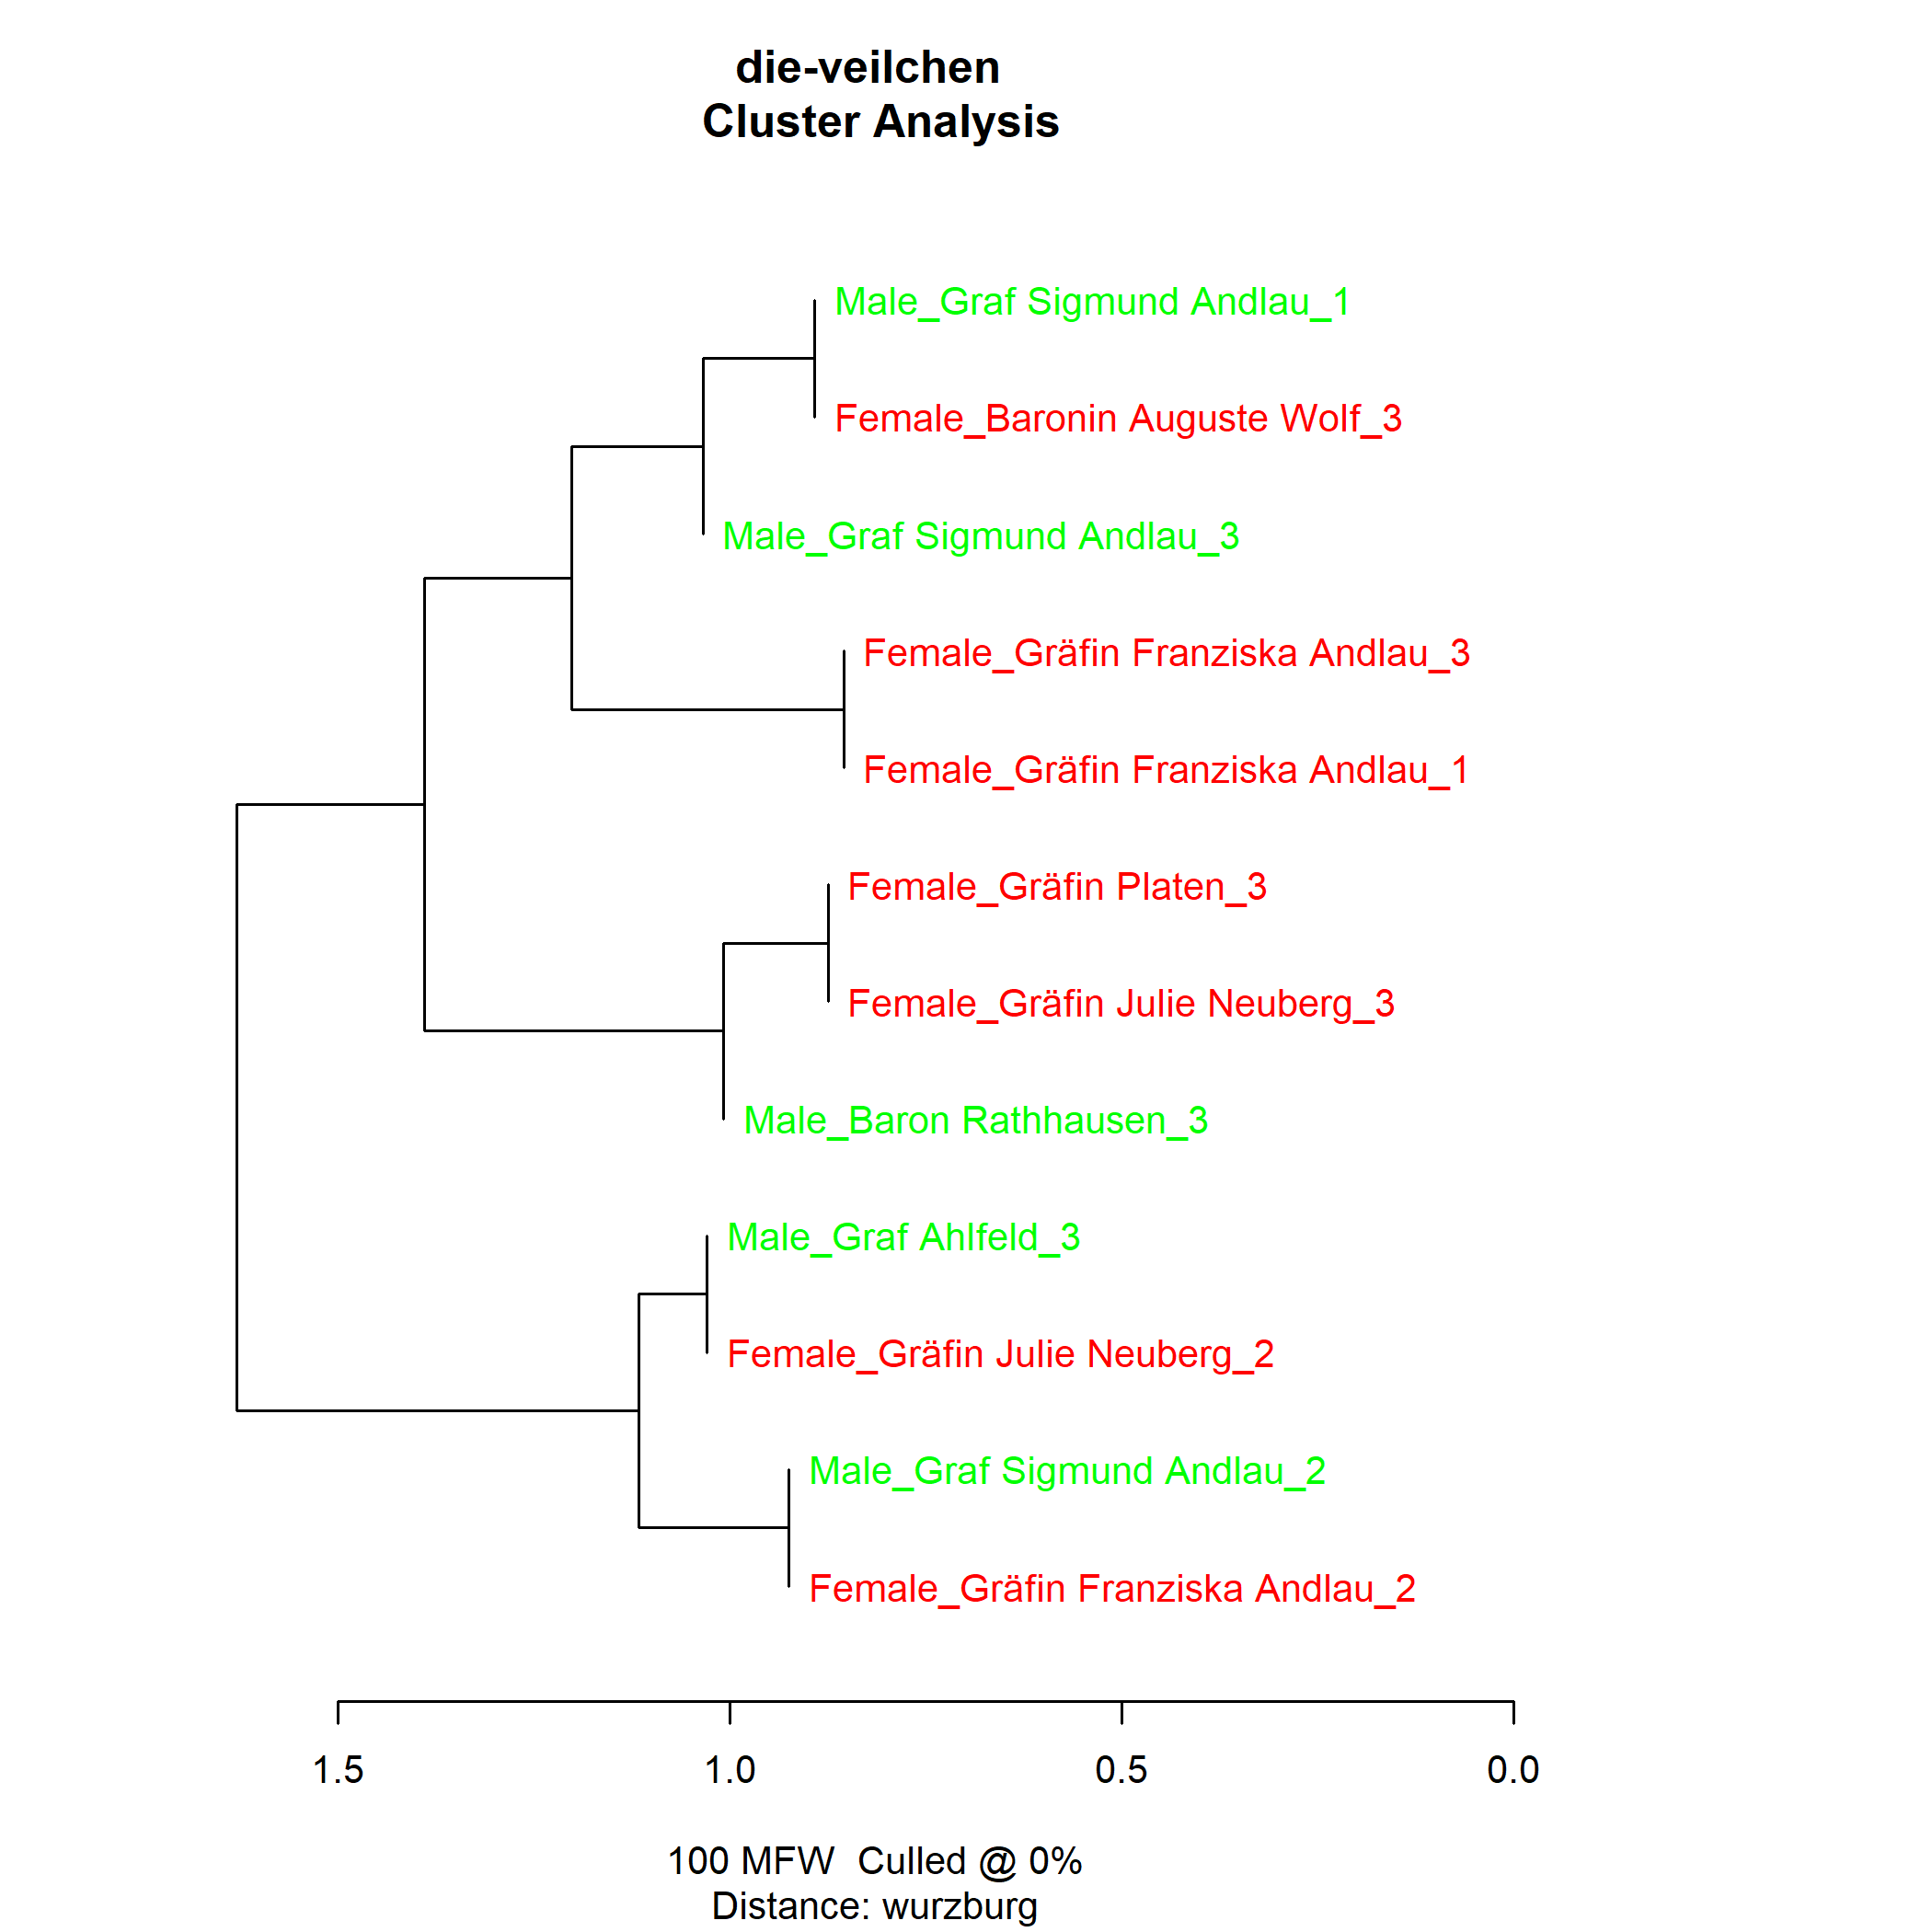 die-veilchen
Cluster Analysis
Male_Graf Sigmund Andlau_1
Female_Baronin Auguste Wolf_3
Male_Graf Sigmund Andlau_3
Female_Gräfin Franziska Andlau_3
Female_Gräfin Franziska Andlau_1
Female_Gräfin Platen_3
Female_Gräfin Julie Neuberg_3
Male_Baron Rathhausen_3
Male_Graf Ahlfeld_3
Female_Gräfin Julie Neuberg_2
Male_Graf Sigmund Andlau_2
Female_Gräfin Franziska Andlau_2
1.5 1.0 0.5 0.0
100 MFW  Culled @ 0%
Distance: wurzburg